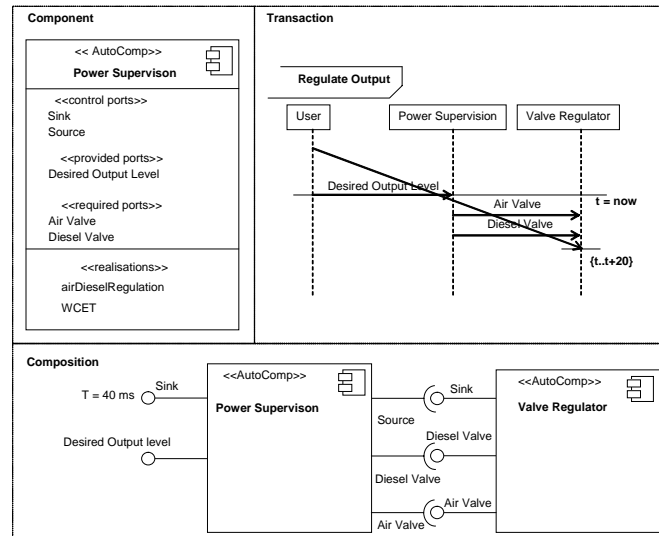 Component
<< AutoComp>>
Power Supervison
<<control ports>>
Sink
Source
<<provided ports>>
Desired Output Level
<<required ports>>
Air Valve
Diesel Valve
<<realisations>>
airDieselRegulation
WCET
Transaction
Regulate Output
User
Power Supervision
Valve Regulator
Desired Output Level
Air Valve
t = now
Diesel Valve
{t..t+20}
Composition
T = 40 ms
Sink
<<AutoComp>>
Power Supervison
Sink
Source
<<AutoComp>>
Valve Regulator
Desired Output level
Diesel Valve
Diesel Valve
Air Valve
Air Valve